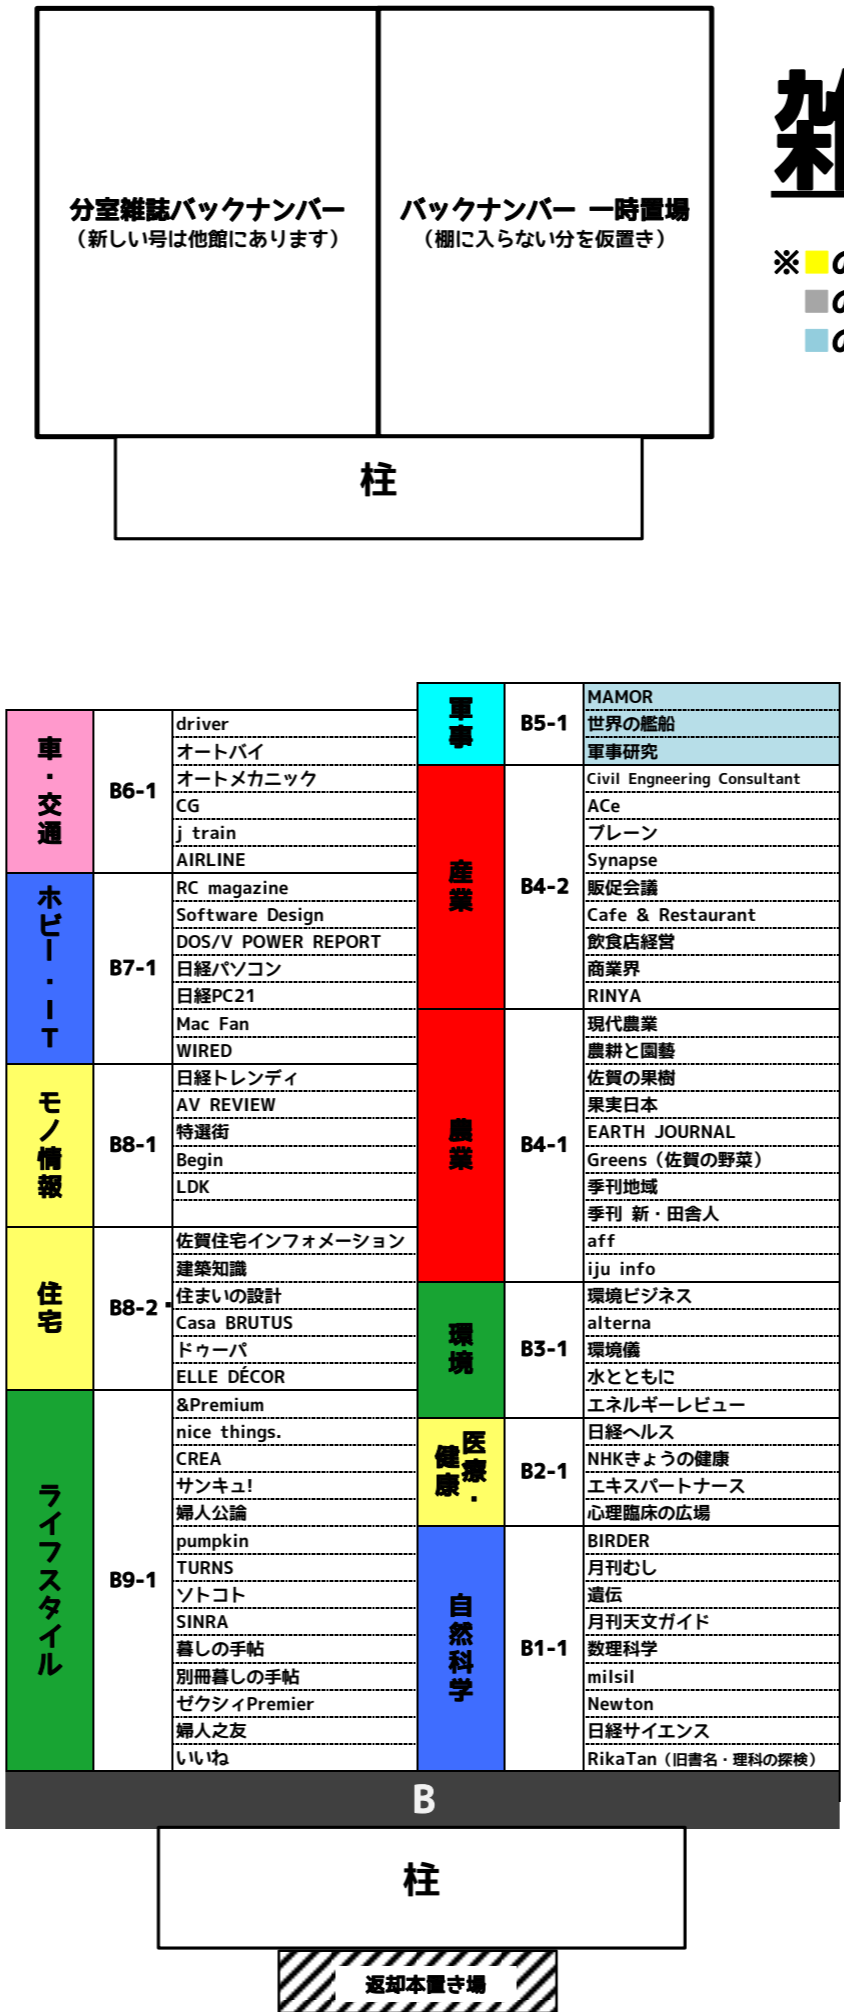 分室雑誌バックナンバー
（新しい号は他館にあります）
バックナンバー 一時置場
（棚に入らない分を仮置き）
雑
※■の
■の
■の
柱
車・交通
B6-1
driver
オートバイ
オートメカニック
CG
j train
AIRLINE
ホビー・IT
B7-1
RC magazine
Software Design
DOS/V POWER REPORT
日経パソコン
日経PC21
Mac Fan
WIRED
モノ情報
B8-1
日経トレンディ
AV REVIEW
特選街
Begin
LDK
住宅
B8-2
佐賀住宅インフォメーション
建築知識
住まいの設計
Casa BRUTUS
ドゥーパ
ELLE DÉCOR
ライフスタイル
B9-1
&Premium
nice things.
CREA
サンキュ!
婦人公論
pumpkin
TURNS
ソトコト
SINRA
暮しの手帖
別冊暮しの手帖
ゼクシィPremier
婦人之友
いいね
軍事
B5-1
MAMOR
世界の艦船
軍事研究
産業
B4-2
Civil Engneering Consultant
ACe
ブレーン
Synapse
販促会議
Cafe & Restaurant
飲食店経営
商業界
RINYA
農業
B4-1
現代農業
農耕と園藝
佐賀の果樹
果実日本
EARTH JOURNAL
Greens（佐賀の野菜）
季刊地域
季刊 新・田舎人
aff
iju info
環境
B3-1
環境ビジネス
alterna
環境儀
水とともに
エネルギーレビュー
医療・健康
B2-1
日経ヘルス
NHKきょうの健康
エキスパートナース
心理臨床の広場
自然科学
B1-1
BIRDER
月刊むし
遺伝
月刊天文ガイド
数理科学
milsil
Newton
日経サイエンス
RikaTan（旧書名・理科の探検）
B
柱
返却本置き場